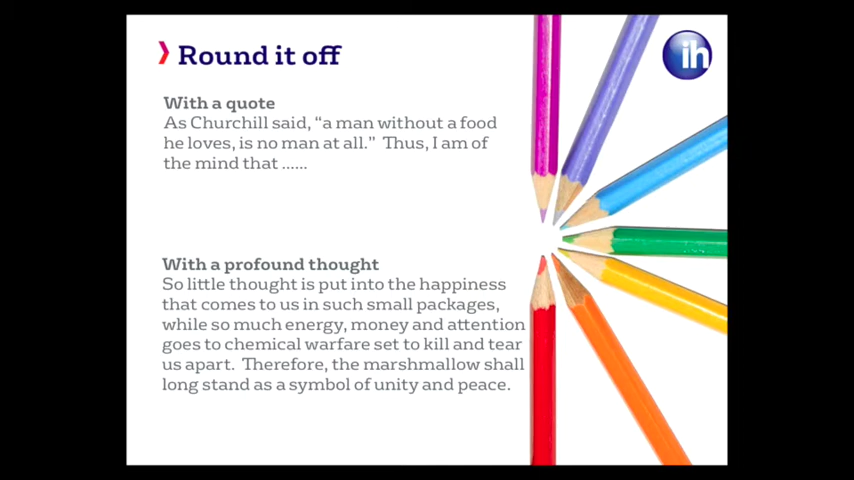 Round it off
ih
With a quote
As Churchill said, “a man without a food
he loves, is no man at all.”  Thus, I am of
the mind that ......
With a profound thought
So little thought is put into the happiness
that comes to us in such small packages,
while so much energy, money and attention
goes to chemical warfare set to kill and tear
us apart.  Therefore, the marshmallow shall
long stand as a symbol of unity and peace.